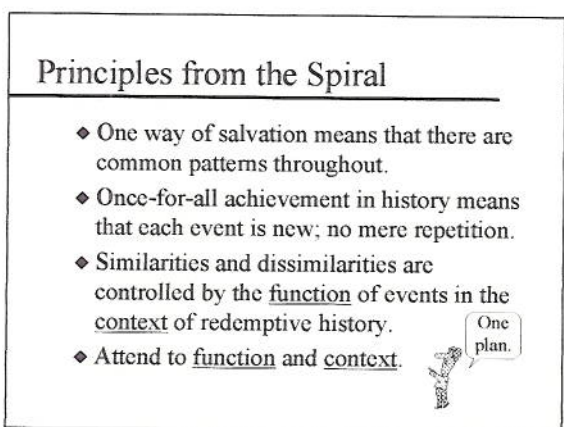 Principles from the Spiral
◆ One way of salvation means that there are
common patterns throughout.
◆ Once-for-all achievement in history means
that each event is new; no mere repetition.
◆ Similarities and dissimilarities are
controlled by the function of events in the
context of redemptive history.
◆ Attend to function and context.
One
plan.